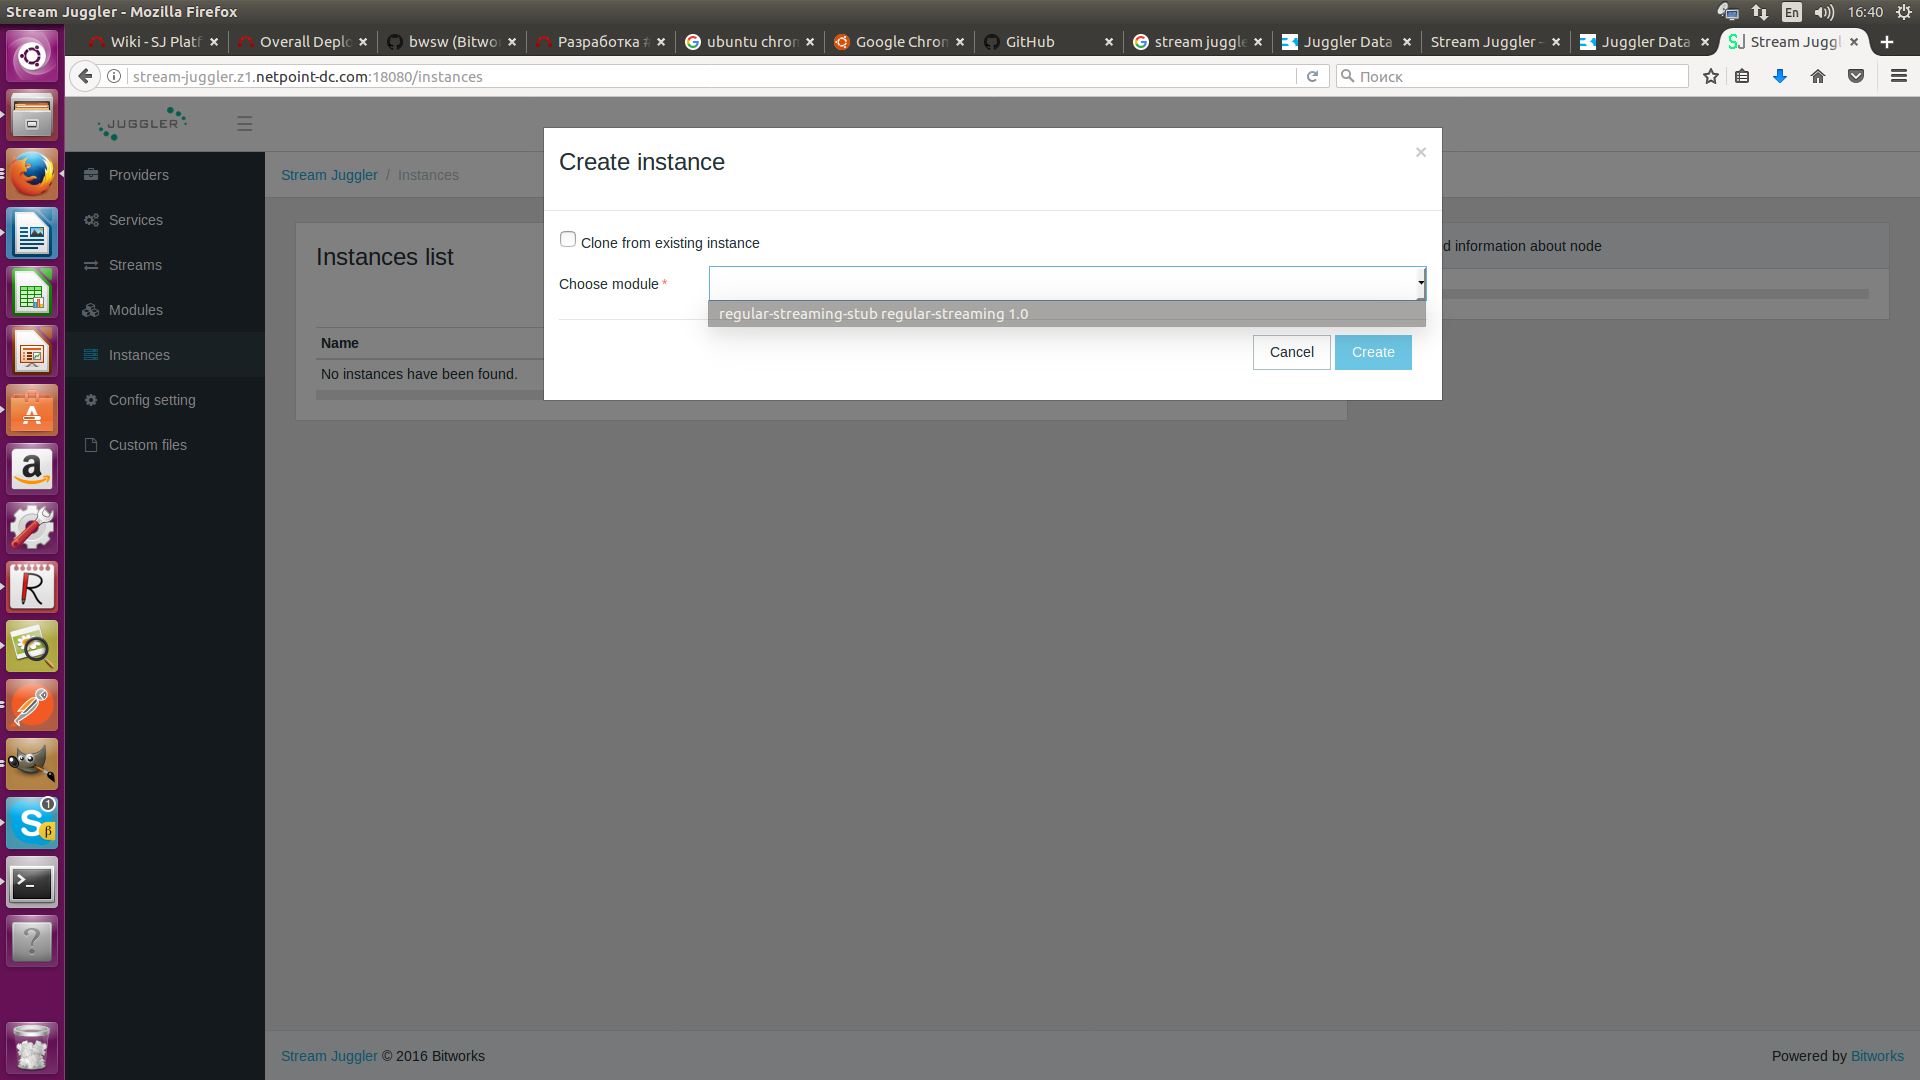 Stream Juggler - Mozilla Firefox
En
16:40
Wiki - SJ Platf
Overall Deplo
bwsw (Bitwo
Разработка #
ubuntu chron
Google Chron
GitHub
stream juggle
Juggler Data
Stream Juggler -
Juggler Data
Stream Juggl
stream-juggler.z1.netpoint-dc.com:18080/instances
Поиск
JUGGLER
Providers
Services
Streams
Modules
Instances
Config setting
Custom files
Stream Juggler / Instances
Instances list
Name
No instances have been found.
d information about node
Create instance
×
Clone from existing instance
Choose module *
regular-streaming-stub regular-streaming 1.0
Cancel
Create
1
Stream Juggler © 2016 Bitworks
Powered by Bitworks